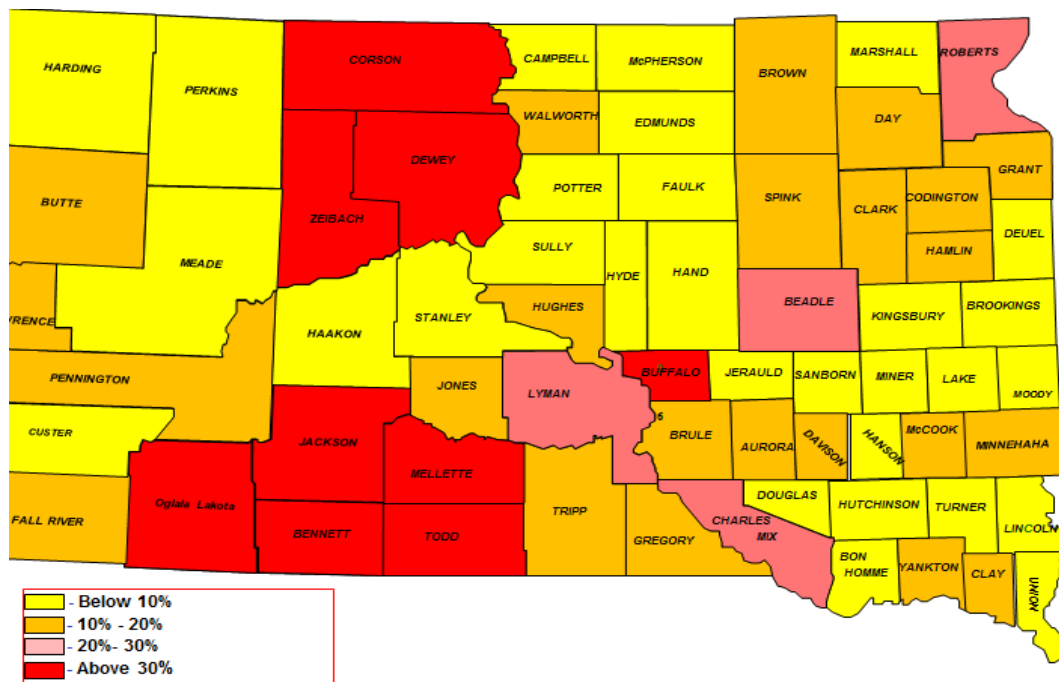 HARDING
PERKINS
CORSON
CAMPBELL
McPHERSON
BROWN
MARSHALL
ROBERTS
WALWORTH
EDMUNDS
DAY
DEWEY
GRANT
BUTTE
ZEIBACH
POTTER
FAULK
SPINK
CLARK
CODINGTON
DEUEL
MEADE
SULLY
HYDE
HAND
HAMLIN
VRENCE
HAAKON
STANLEY
HUGHES
BEADLE
KINGSBURY
BROOKINGS
PENNINGTON
JONES
LYMAN
BUFFALO
JERAULD
SANBORN
MINER
LAKE
MOODY
CUSTER
JACKSON
6
BRULE
AURORA
DAVISON
HANSON
McCOOK
MINNEHAHA
MELLETTE
Oglala Lakota
FALL RIVER
BENNETT
TODD
TRIPP
GREGORY
CHARLES
MIX
DOUGLAS
HUTCHINSON
TURNER
LINCOLN
BON
HOMME
YANKTON
CLAY
UNION
- Below 10%
- 10% - 20%
- 20%- 30%
- Above 30%